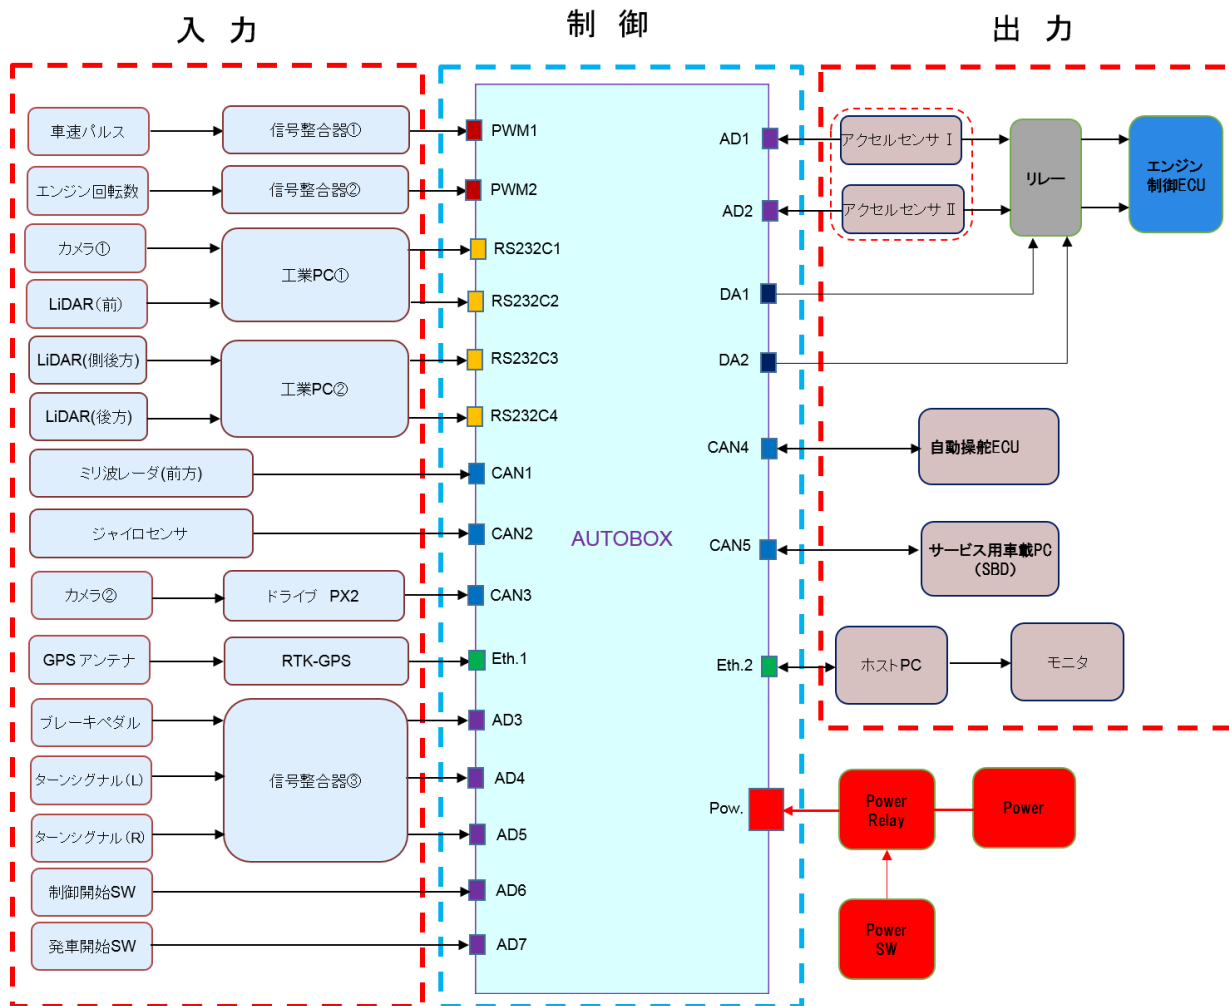 入 力
制 御
出 力
車速パルス
信号整合器①
PWM1
エンジン回転数
信号整合器②
PWM2
カメラ①
LiDAR(前)
工業PC①
RS232C1
RS232C2
LiDAR(側後方)
LiDAR(後方)
工業PC②
RS232C3
RS232C4
ミリ波レーダ(前方)
CAN1
ジャイロセンサ
CAN2
カメラ②
ドライブ PX2
CAN3
GPS アンテナ
RTK-GPS
Eth.1
ブレーキペダル
ターンシグナル(L)
ターンシグナル(R)
信号整合器③
AD3
AD4
AD5
制御開始SW
AD6
発車開始SW
AD7
AUTOBOX
AD1
アクセルセンサ Ⅰ
AD2
アクセルセンサ Ⅱ
リレー
エンジン
制御ECU
DA1
DA2
CAN4
自動操舵ECU
CAN5
サービス用車載PC
(SBD)
Eth.2
ホストPC
モニタ
Pow.
Power
Relay
Power
Power
SW